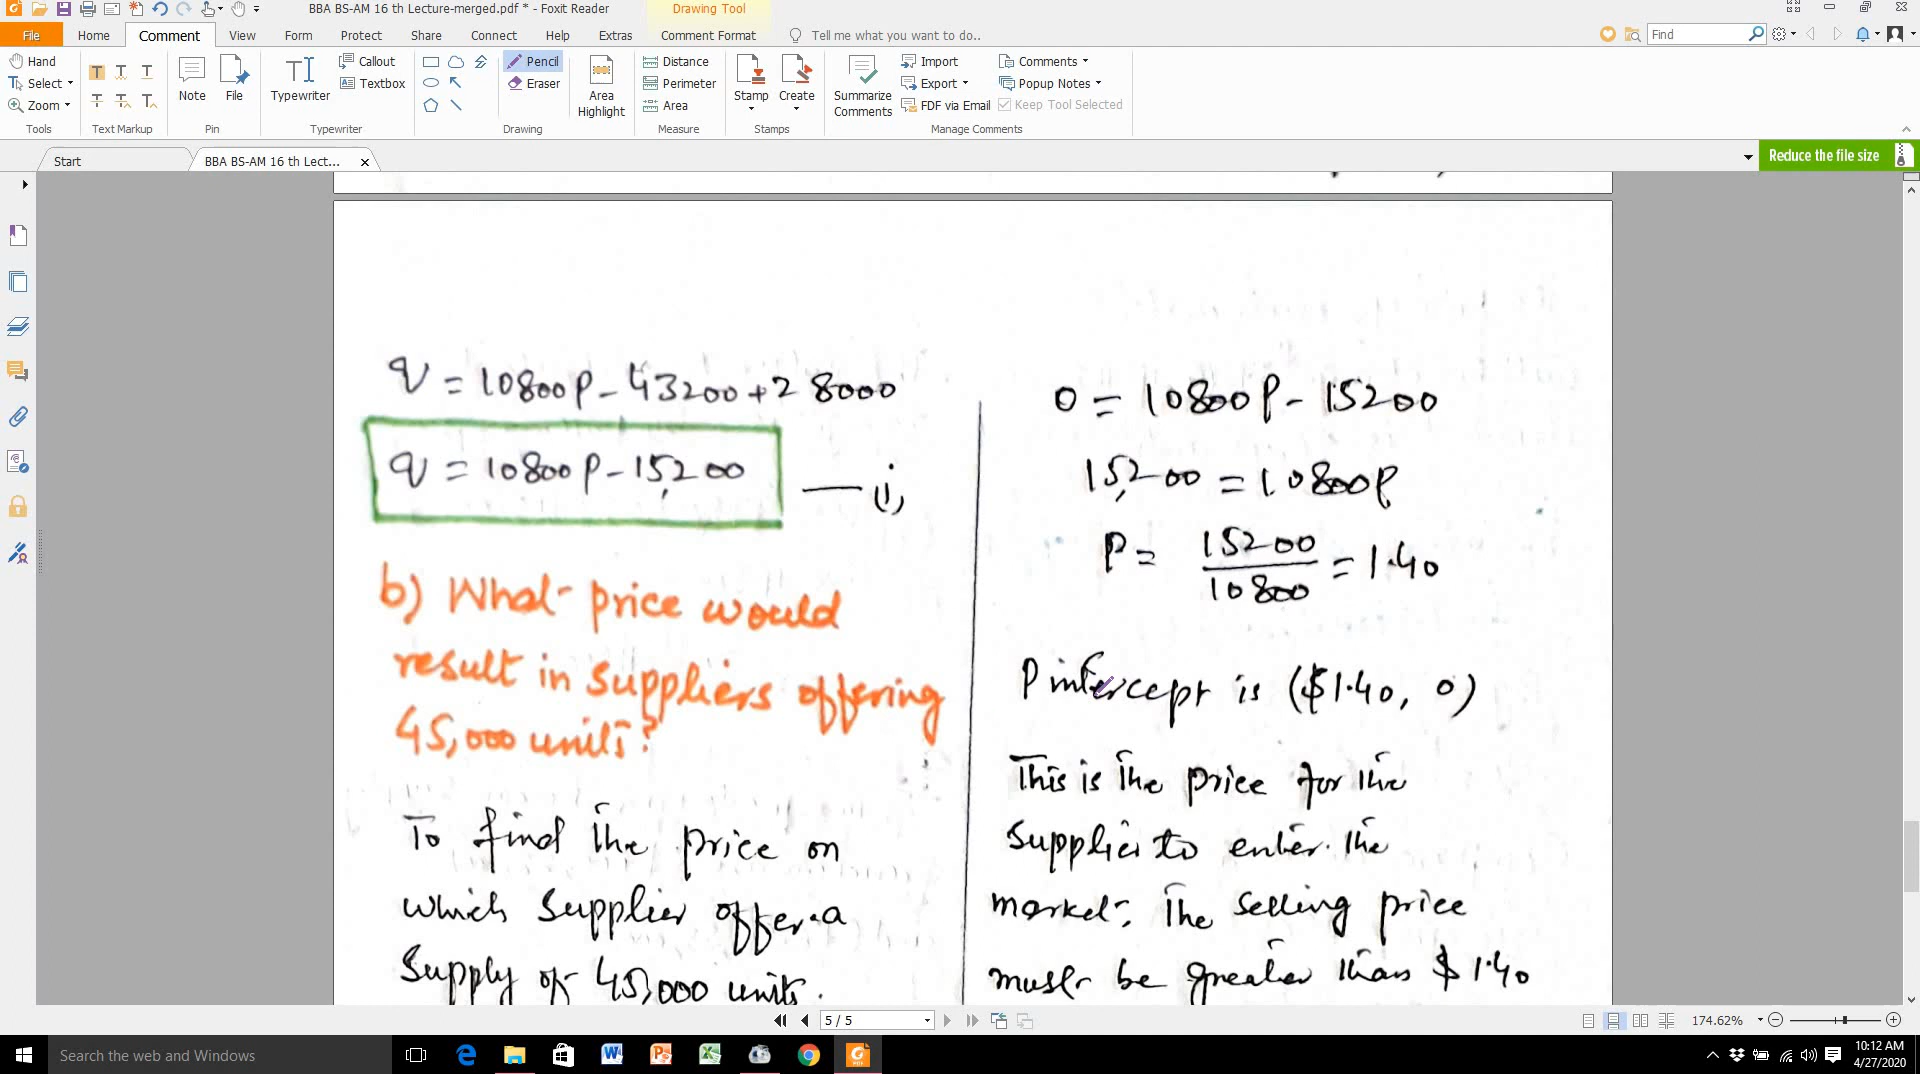 BBA BS-AM 16 th Lecture-merged.pdf * - Foxit Reader
Drawing Tool
File Home Comment View Form Protect Share Connect Help Extras Comment Format Tell me what you want to do.. Find
Hand
Select
Zoom
Tools
Text Markup
Note
File
Pin
Typewriter
Callout
Textbox
Typewriter
Pencil
Eraser
Drawing
Area
Highlight
Distance
Perimeter
Area
Measure
Stamp
Create
Stamps
Summarize
Comments
Import
Export
FDF via Email
Comments
Popup Notes
Keep Tool Selected
Manage Comments
Start
BBA BS-AM 16 th Lect...
Reduce the file size
q = 10800p - 43200 + 28000
q = 10800p - 15,200
(i)
b) What price would
result in suppliers offering
45,000 units?
To find the price on
which supplier offer a
supply of 45,000 units.
0 = 10800p - 15200
15,200 = 10800p
P = 15200/10800 = 1.40
P intercept is ($1.40, 0)
This is the price for the
supplier to enter the
market. The selling price
must be greater than $1.40
5 / 5
174.62%
Search the web and Windows
10:12 AM
4/27/2020